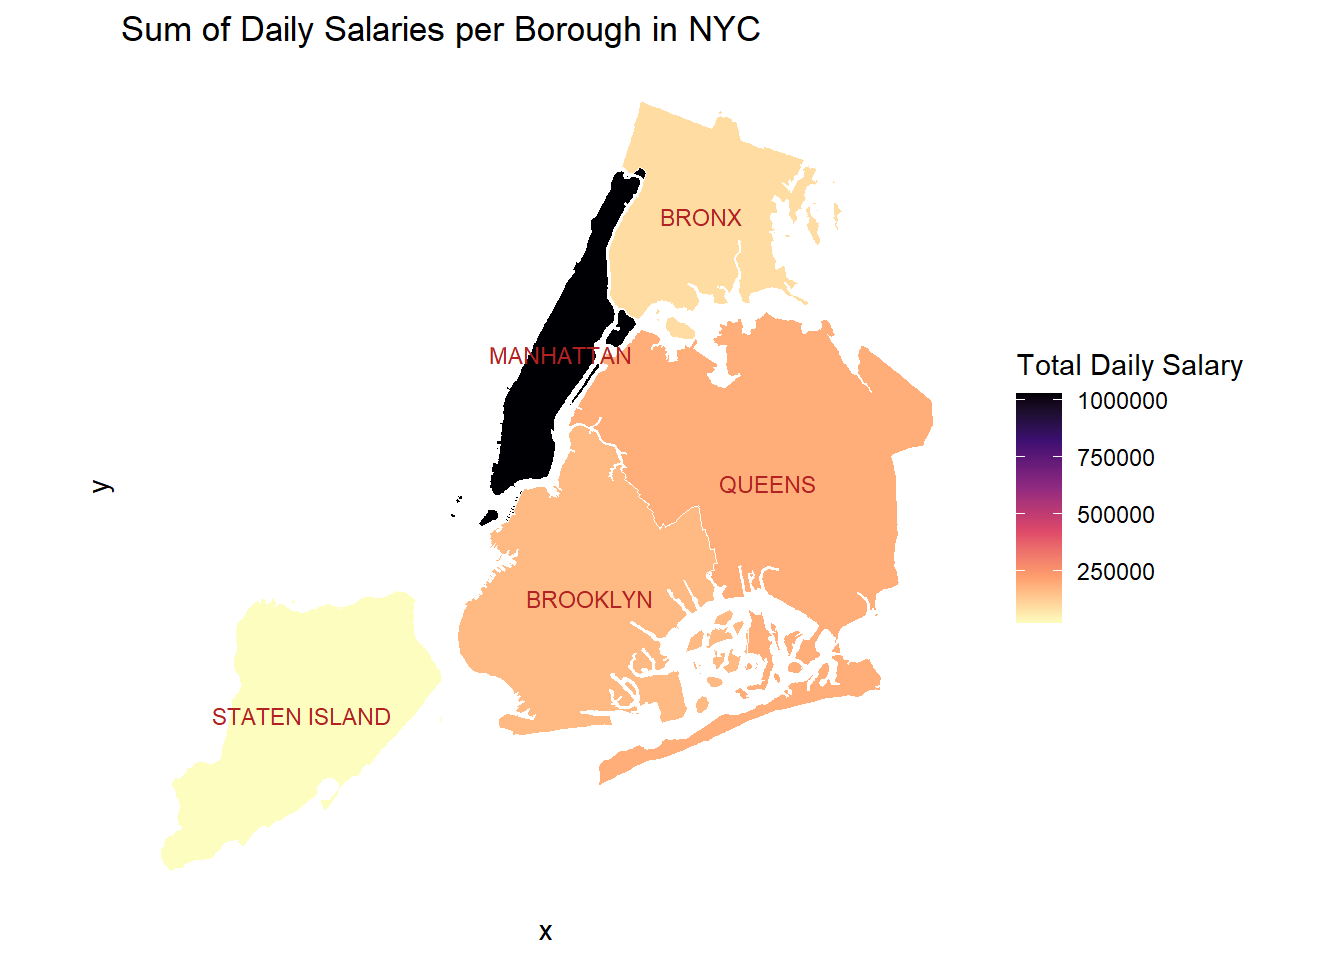 Sum of Daily Salaries per Borough in NYC
BRONX
MANHATTAN
QUEENS
BROOKLYN
STATEN ISLAND
y
x
Total Daily Salary
1000000
750000
500000
250000